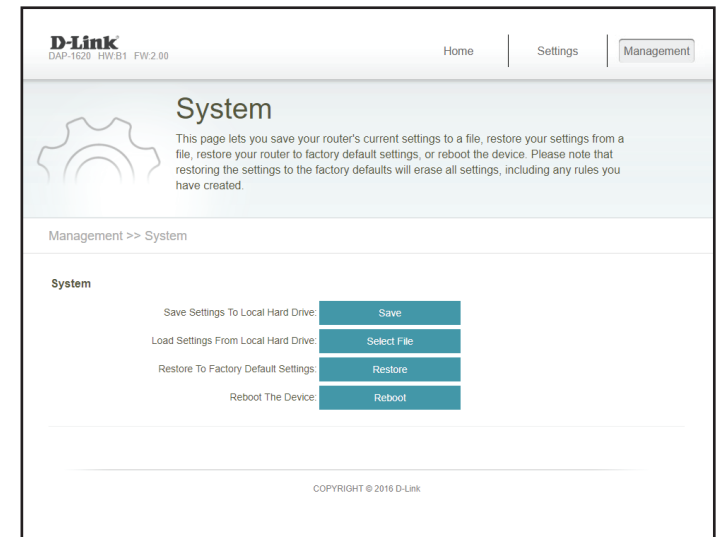 D-Link
DAP-1620 HW:B1 FW:2.00
Home Settings Management
System
This page lets you save your router's current settings to a file, restore your settings from a
file, restore your router to factory default settings, or reboot the device. Please note that
restoring the settings to the factory defaults will erase all settings, including any rules you
have created.
Management >> System
System
Save Settings To Local Hard Drive: Save
Load Settings From Local Hard Drive: Select File
Restore To Factory Default Settings: Restore
Reboot The Device: Reboot
COPYRIGHT © 2016 D-Link